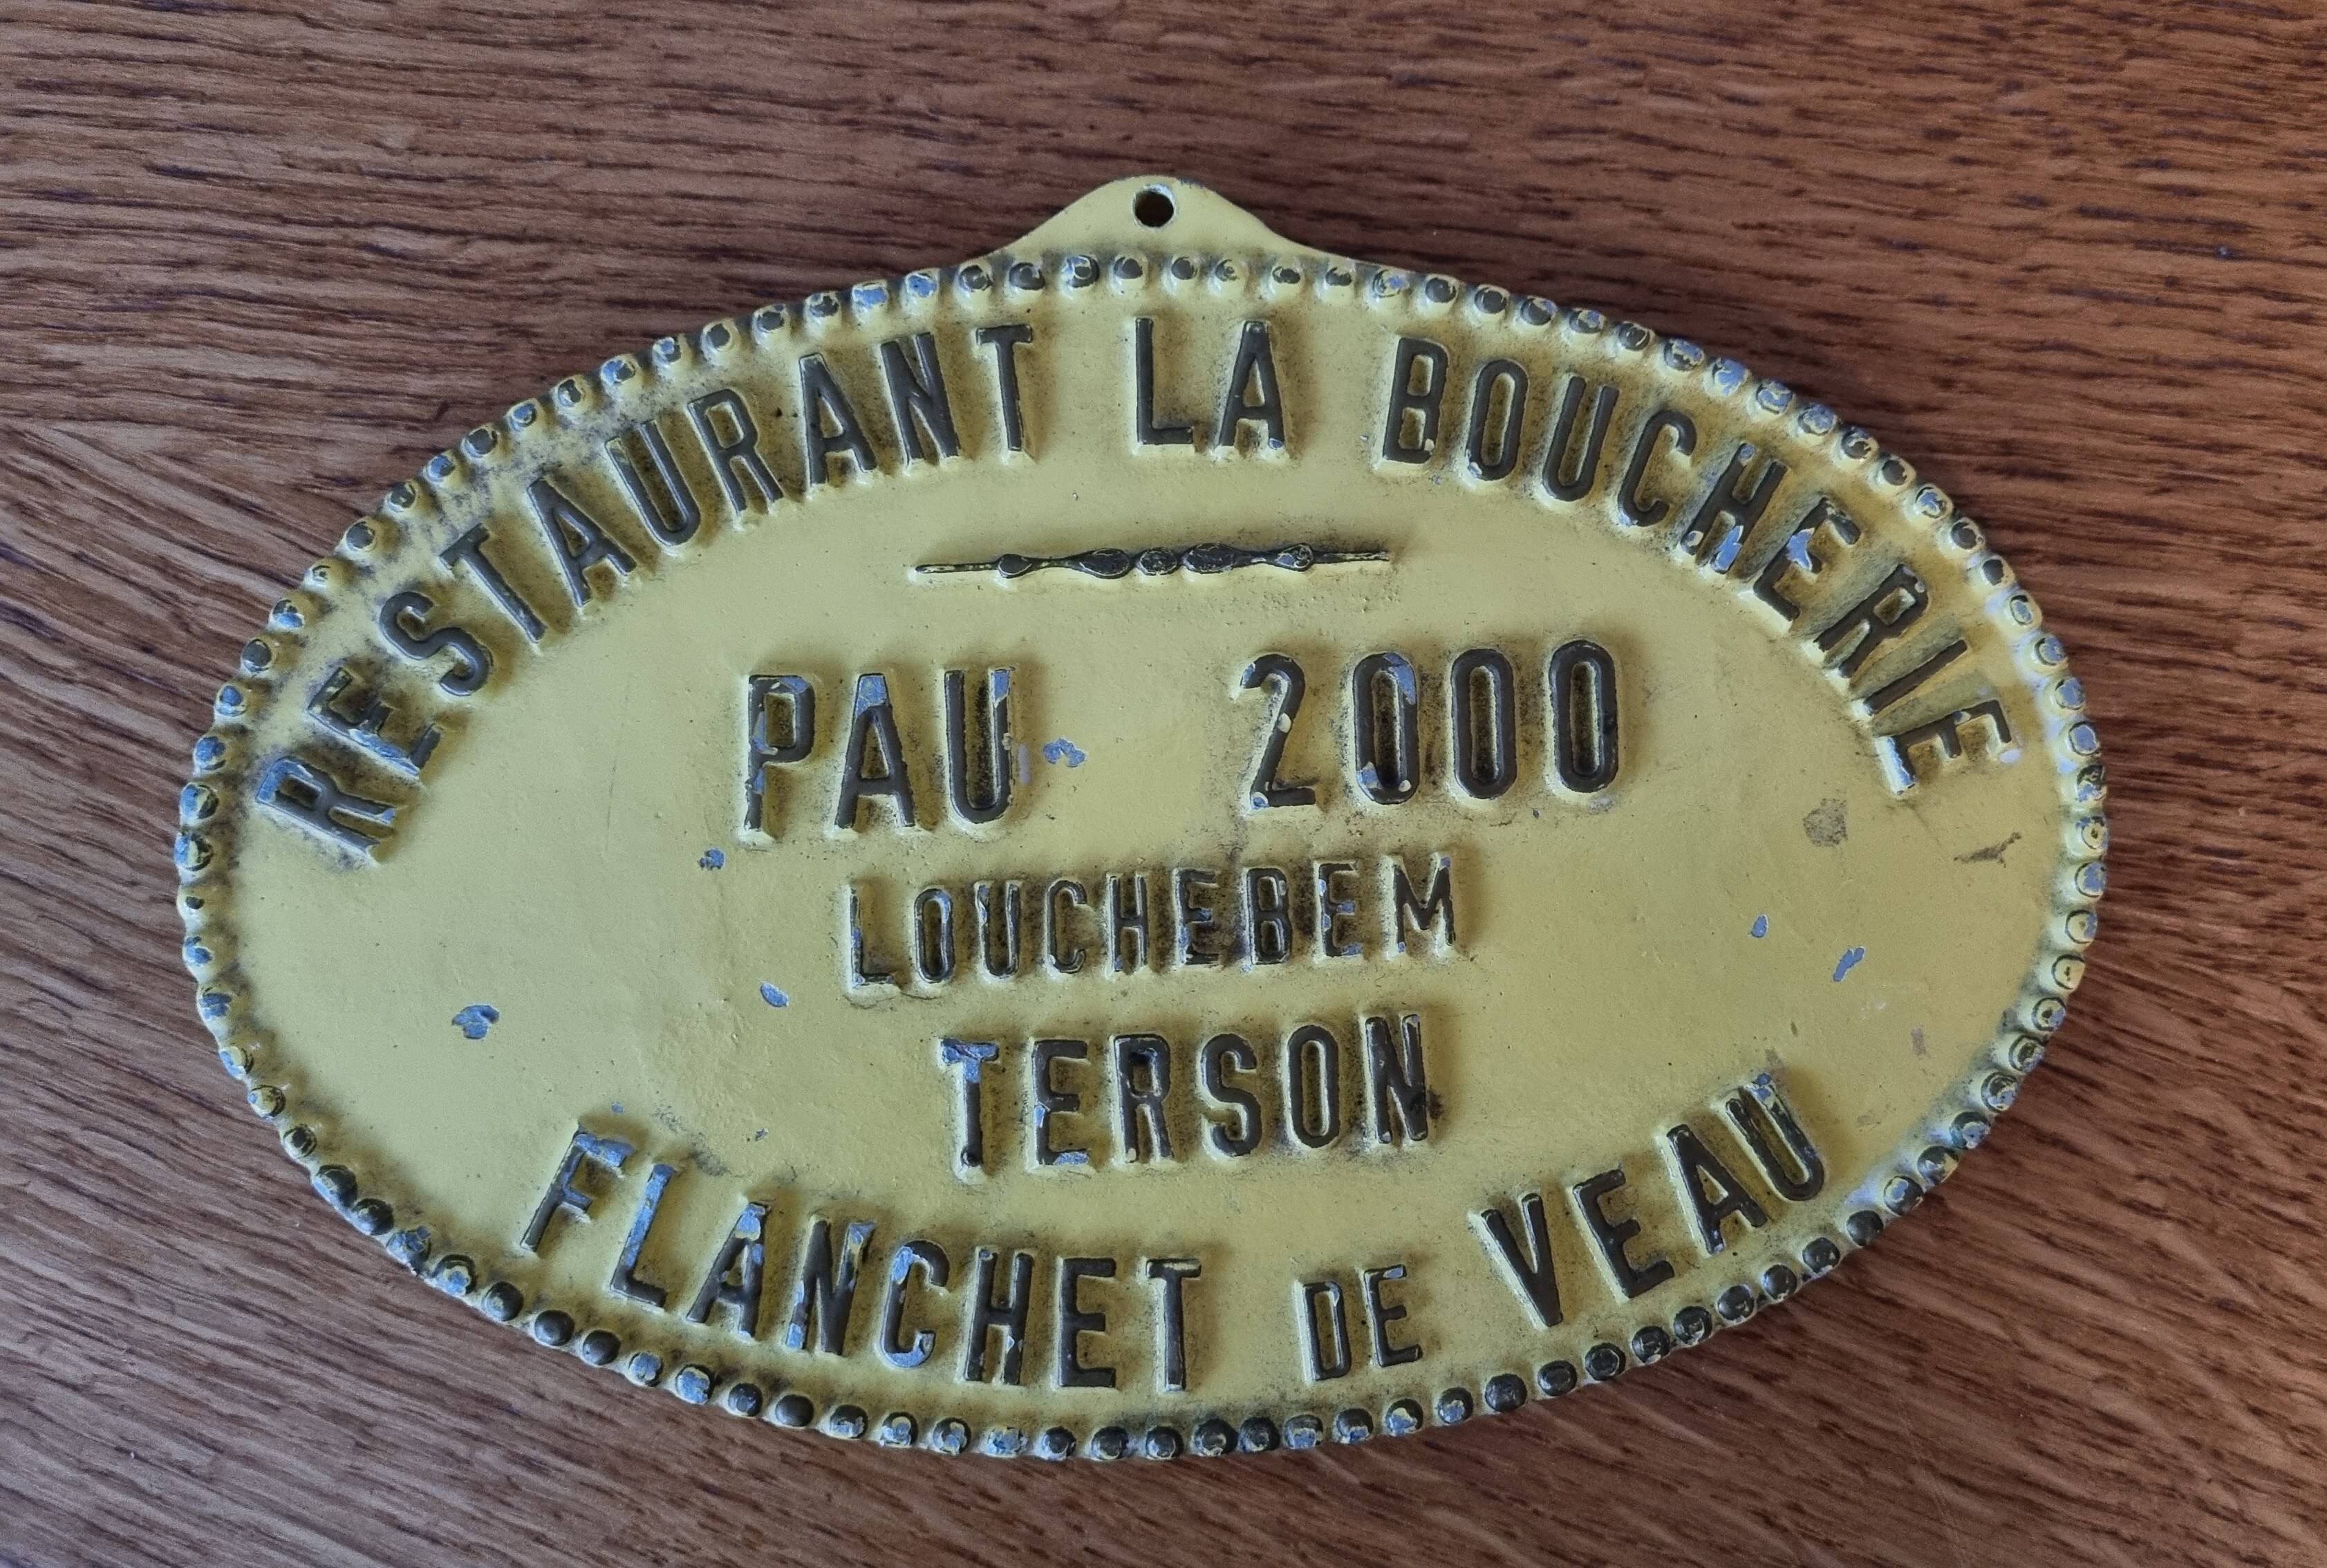 RESTAURANT LA BOUCHERIE
PAU 2000
LOUCHEBEM
TERSON
FLANCHET DE VEAU